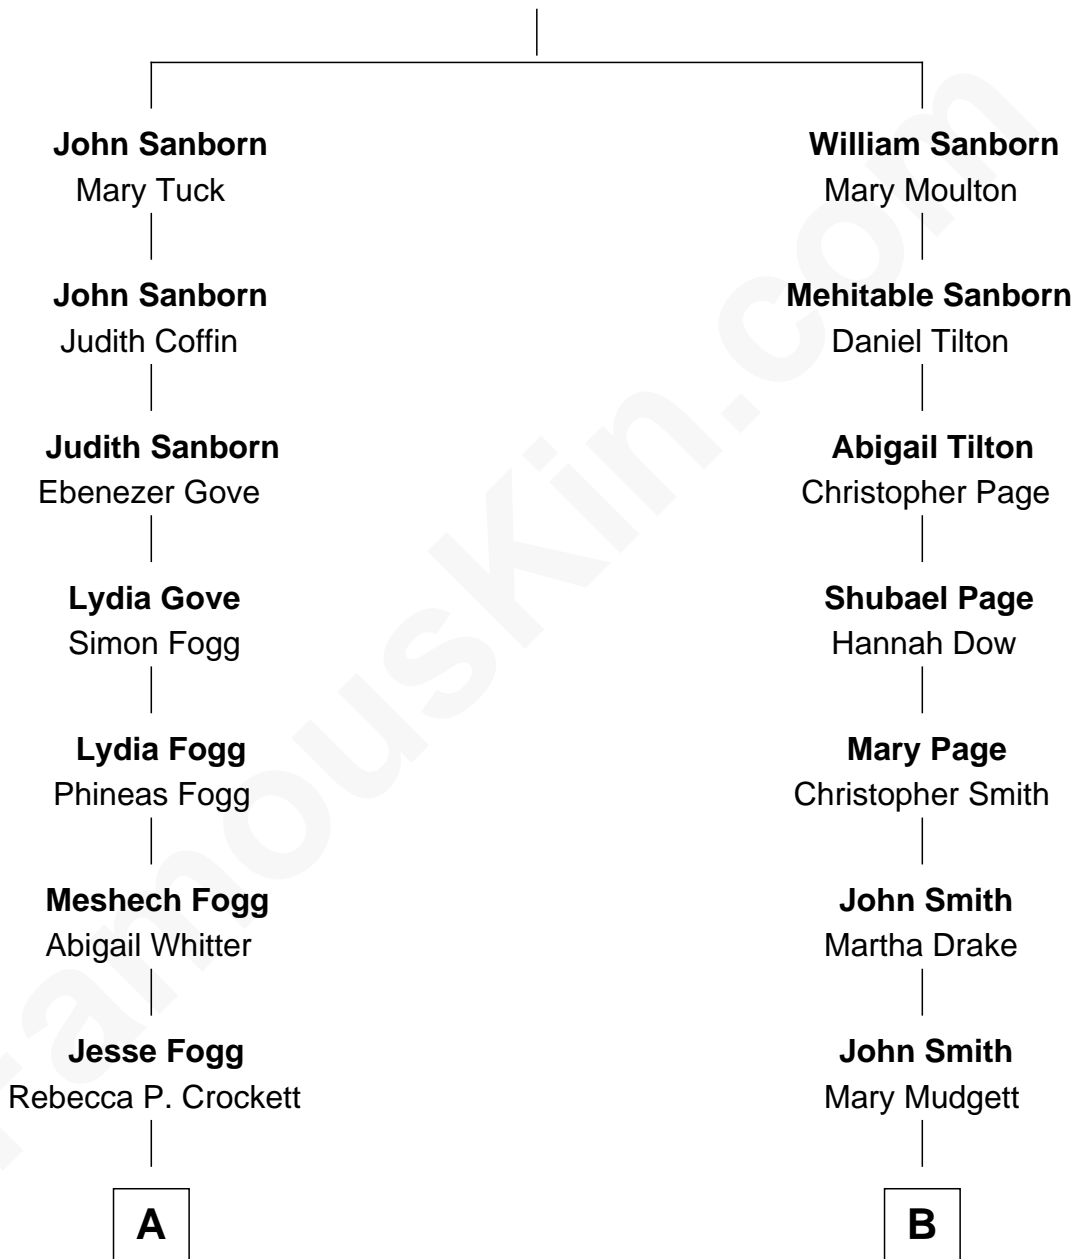 John Sanborn
Mary Tuck
John Sanborn
Judith Coffin
Judith Sanborn
Ebenezer Gove
Lydia Gove
Simon Fogg
Lydia Fogg
Phineas Fogg
Meshech Fogg
Abigail Whitter
Jesse Fogg
Rebecca P. Crockett
A
William Sanborn
Mary Moulton
Mehitable Sanborn
Daniel Tilton
Abigail Tilton
Christopher Page
Shubael Page
Hannah Dow
Mary Page
Christopher Smith
John Smith
Martha Drake
John Smith
Mary Mudgett
B
FamousKin.com